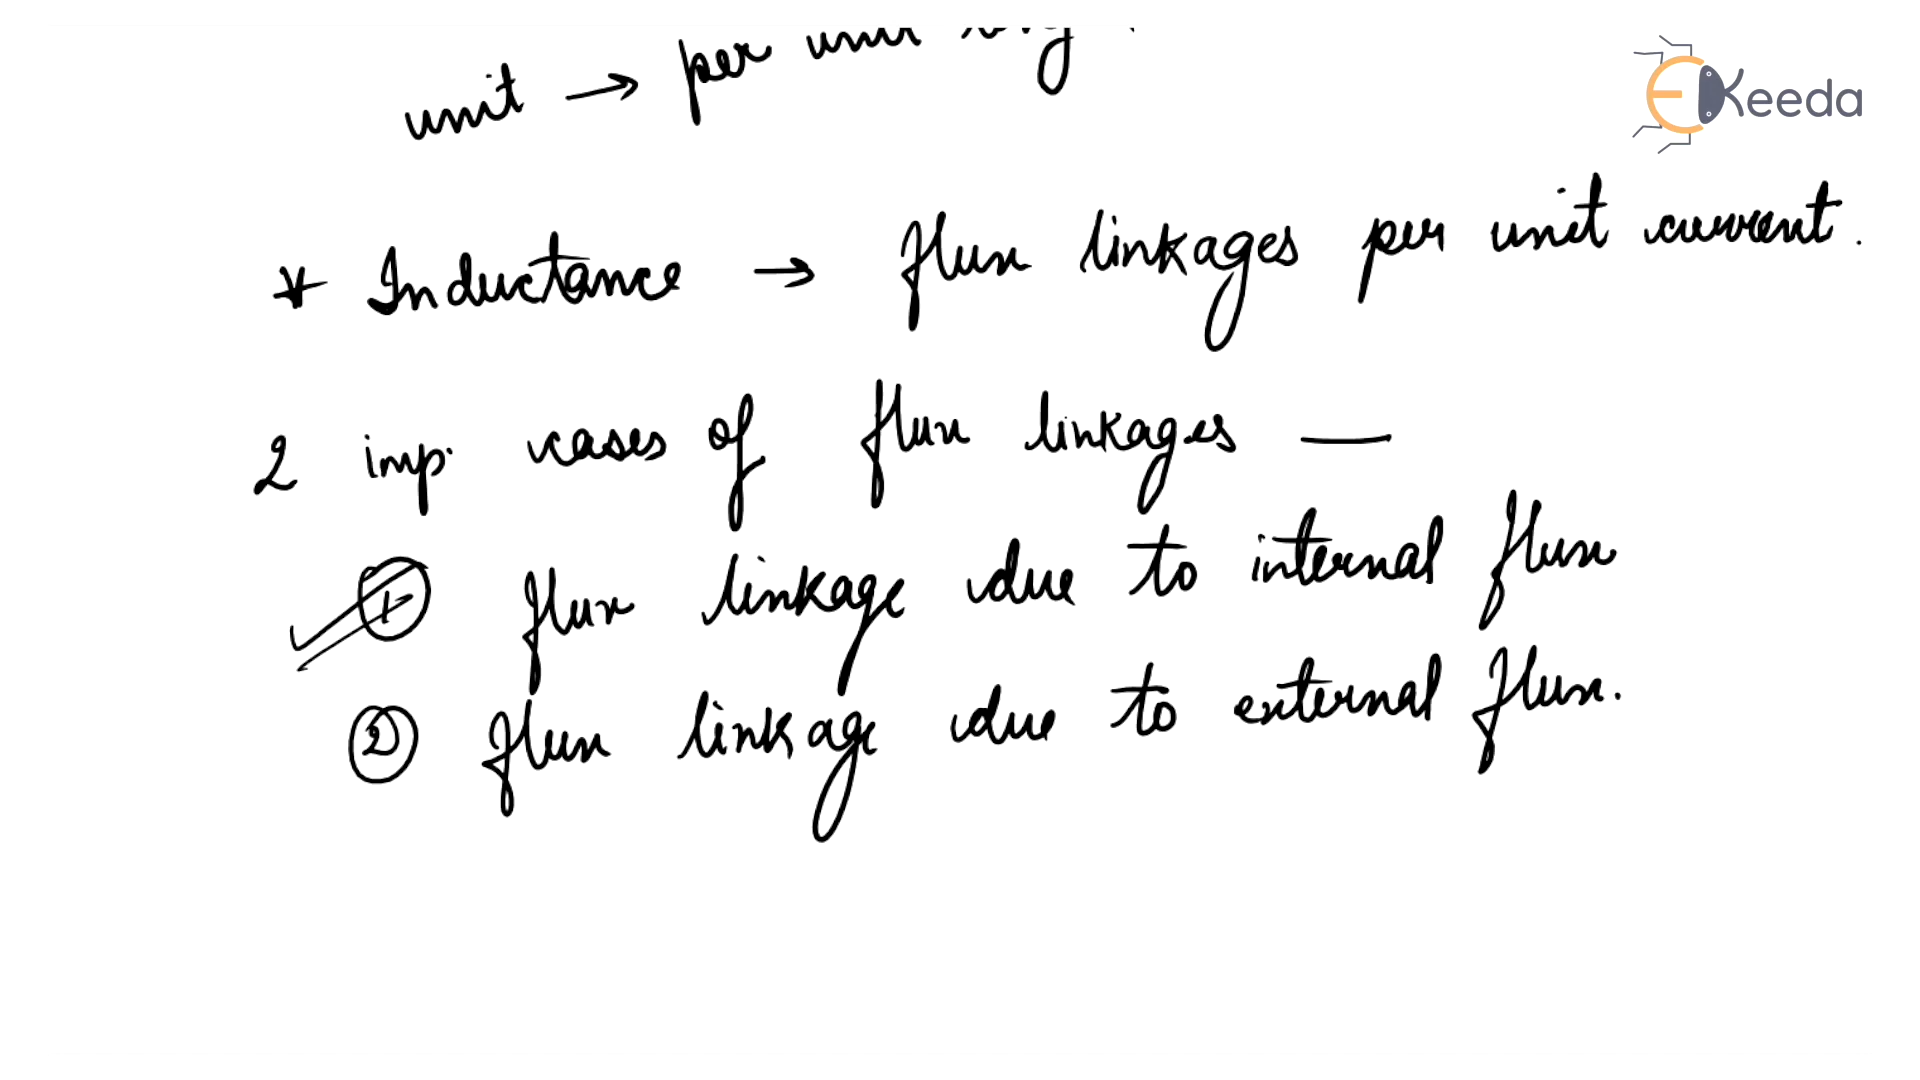 unit → per unit
EKeeda
* Inductance → flux linkages per unit current.
2 imp. cases of flux linkages —
① flux linkage due to internal flux
② flux linkage due to external flux.